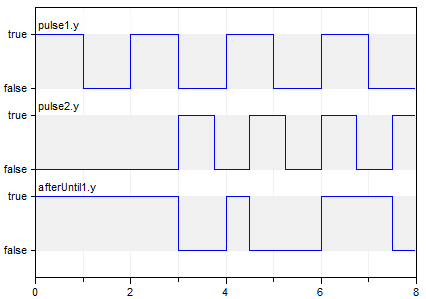 pulse1.y
true
false
pulse2.y
true
false
afterUntil1.y
true
false
0 2 4 6 8